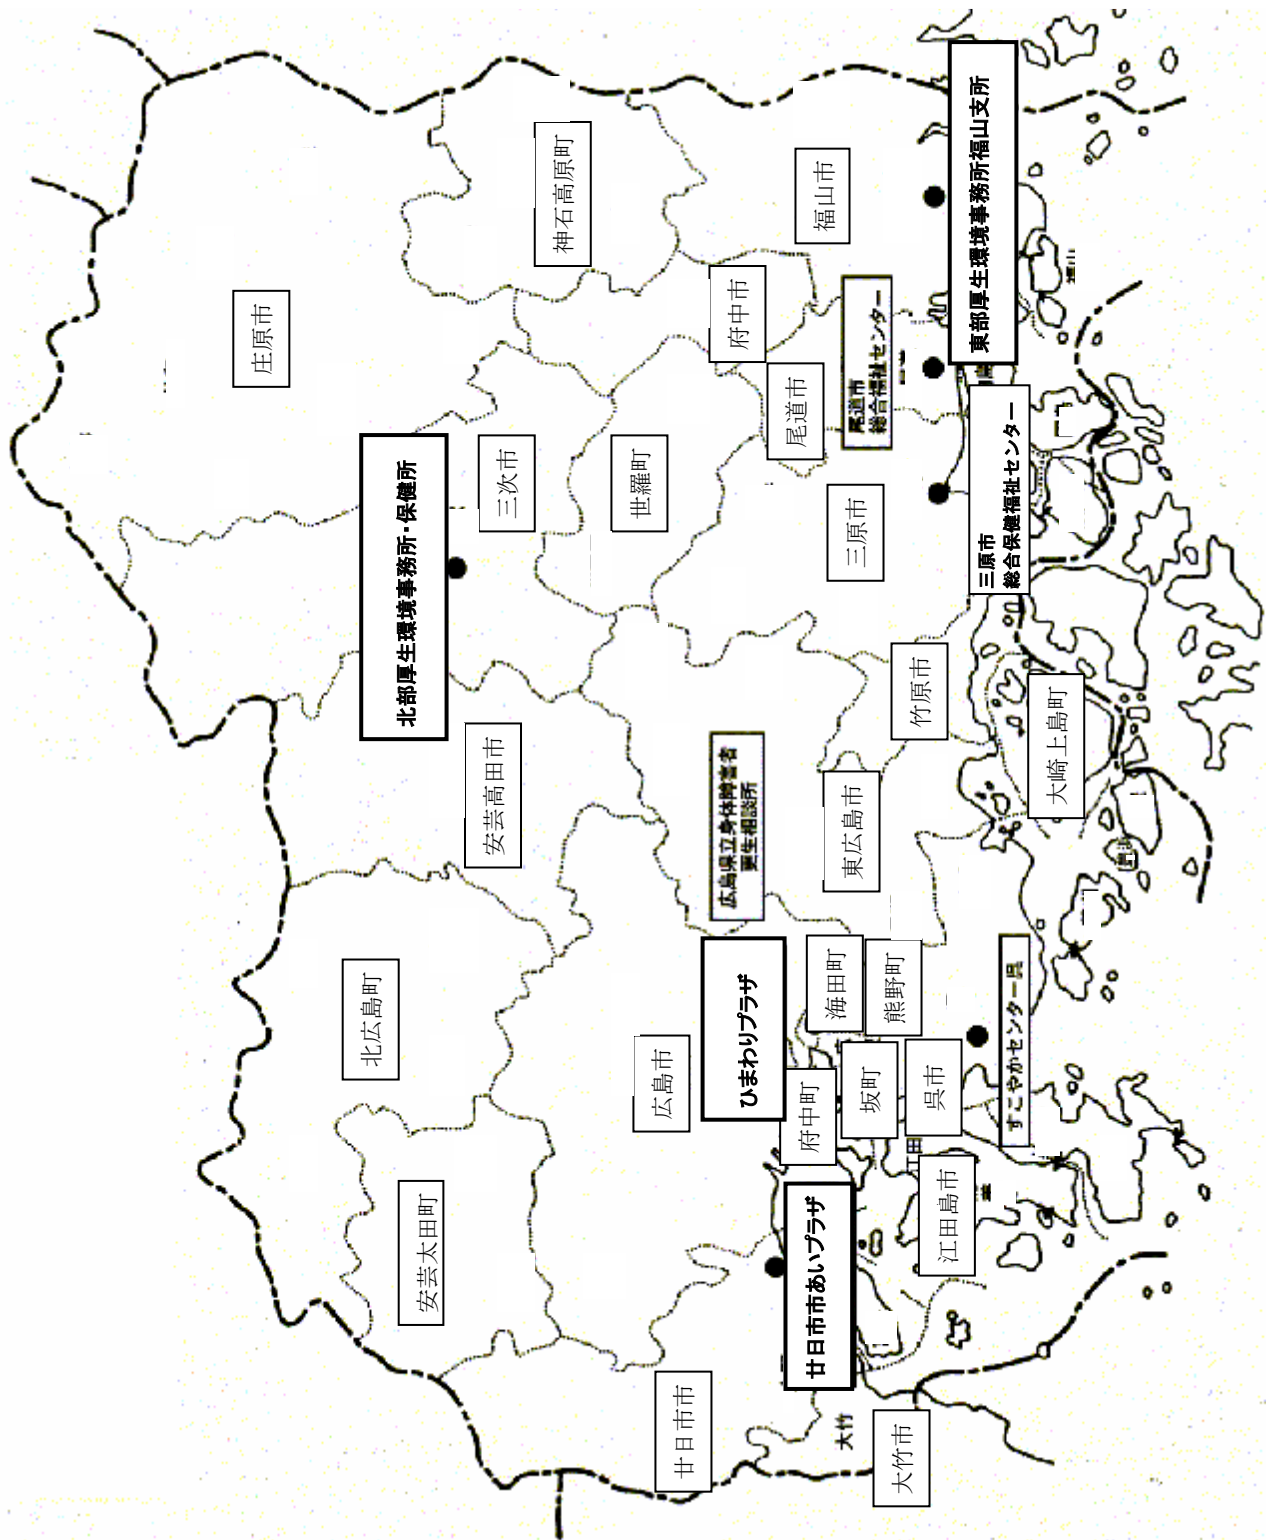 庄原市
神石高原町
北部厚生環境事務所・保健所
三次市
世羅町
府中市
福山市
尾道市
尾道市
総合福祉センター
東部厚生環境事務所福山支所
三原市
三原市
総合保健福祉センター
安芸高田市
北広島町
安芸太田町
広島市
広島県立身体障害者
更生相談所
ひまわりプラザ
東広島市
竹原市
大崎上島町
海田町
熊野町
府中町
坂町
呉市
すこやかセンター呉
江田島市
廿日市市あいプラザ
廿日市市
大竹
大竹市
福山